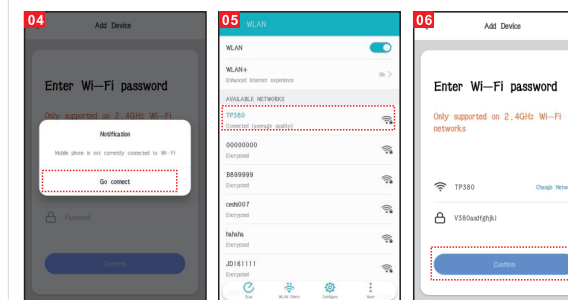 04
Add Device
Enter Wi-Fi password
Only supported on 2.4GHz Wi-Fi
Notification
Mobile phone is not currently connected to Wi-Fi
Go connect
Password
Confirm
05
WLAN
WLAN
WLAN+
Enhanced Internet experience
On >
AVAILABLE NETWORKS
TP380
Connected (average quality)
00000000
Encrypted
B899999
Encrypted
ceshi007
Encrypted
hahaha
Encrypted
JD161111
Encrypted
Scan
WLAN Direct
Configure
More
06
Add Device
Enter Wi-Fi password
Only supported on 2.4GHz Wi-Fi
networks
TP380
Change Netw
V380asdfghjkl
Confirm